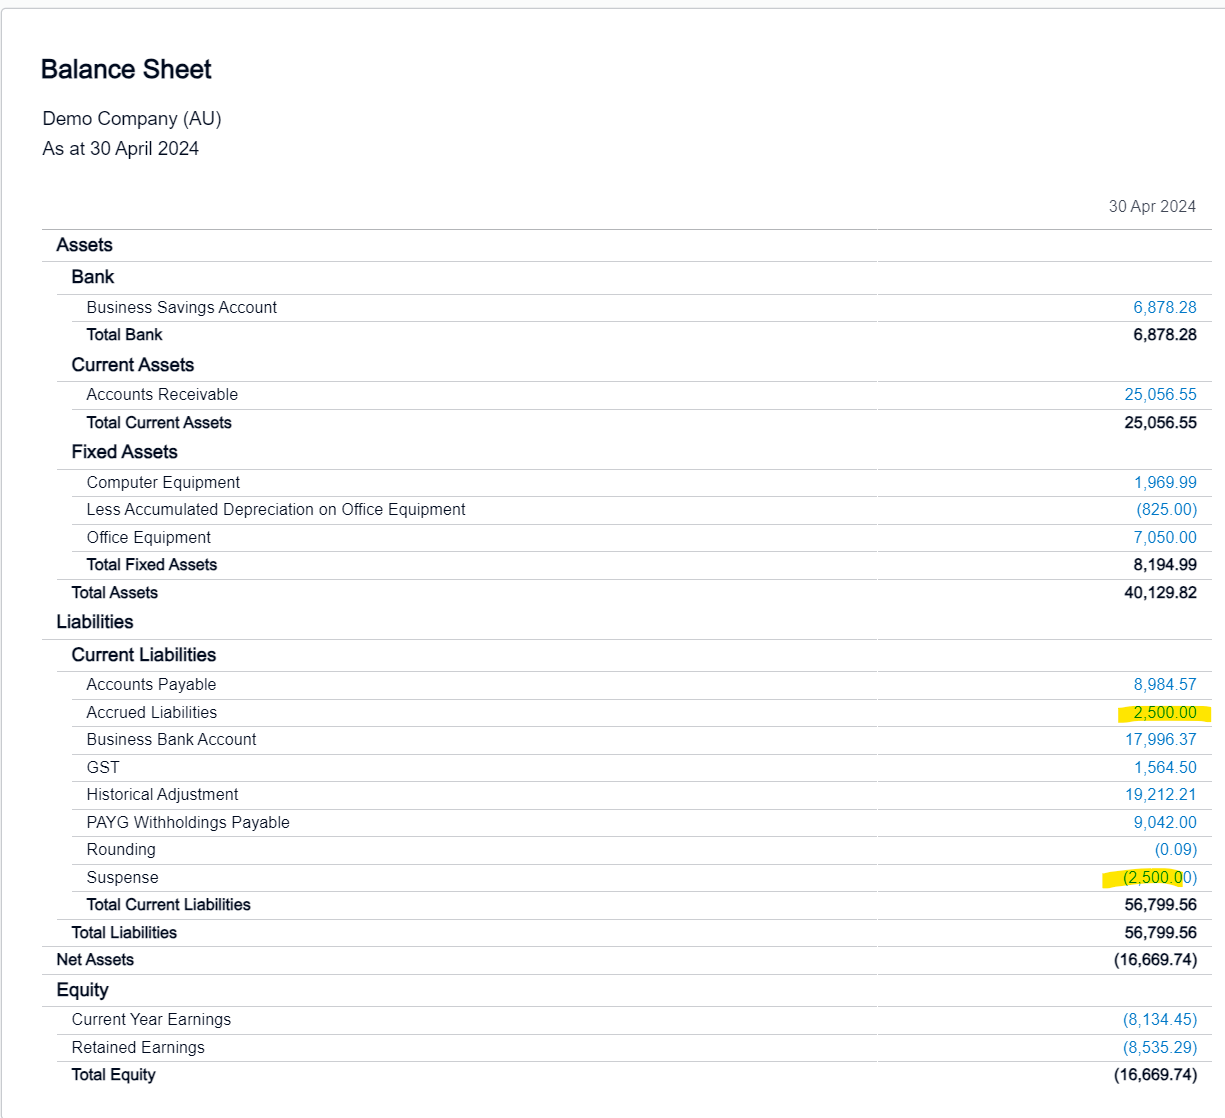 Balance Sheet
Demo Company (AU)
As at 30 April 2024
30 Apr 2024
Assets
Bank
Business Savings Account 6,878.28
Total Bank 6,878.28
Current Assets
Accounts Receivable 25,056.55
Total Current Assets 25,056.55
Fixed Assets
Computer Equipment 1,969.99
Less Accumulated Depreciation on Office Equipment (825.00)
Office Equipment 7,050.00
Total Fixed Assets 8,194.99
Total Assets 40,129.82
Liabilities
Current Liabilities
Accounts Payable 8,984.57
Accrued Liabilities 2,500.00
Business Bank Account 17,996.37
GST 1,564.50
Historical Adjustment 19,212.21
PAYG Withholdings Payable 9,042.00
Rounding (0.09)
Suspense (2,500.00)
Total Current Liabilities 56,799.56
Total Liabilities 56,799.56
Net Assets (16,669.74)
Equity
Current Year Earnings (8,134.45)
Retained Earnings (8,535.29)
Total Equity (16,669.74)